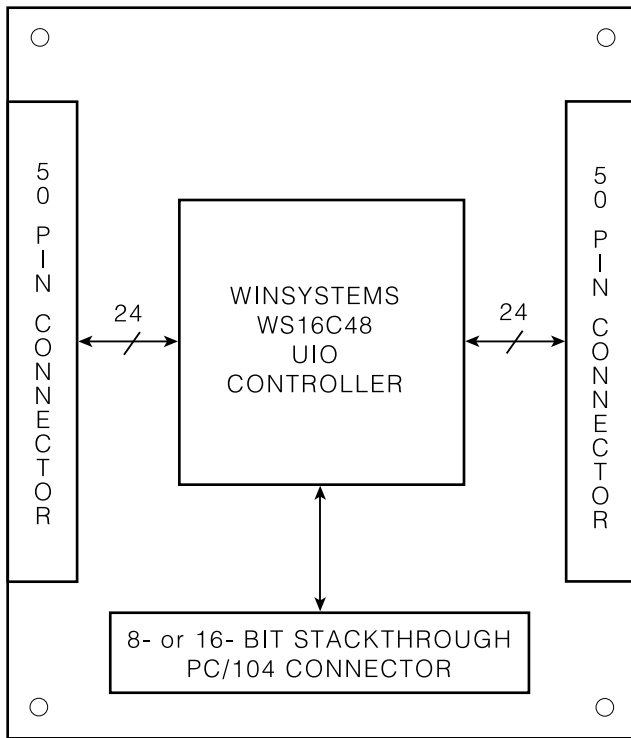 50 PIN CONNECTOR
24
WINSYSTEMS
WS16C48
UIO
CONTROLLER
24
50 PIN CONNECTOR
8- or 16- BIT STACKTHROUGH
PC/104 CONNECTOR